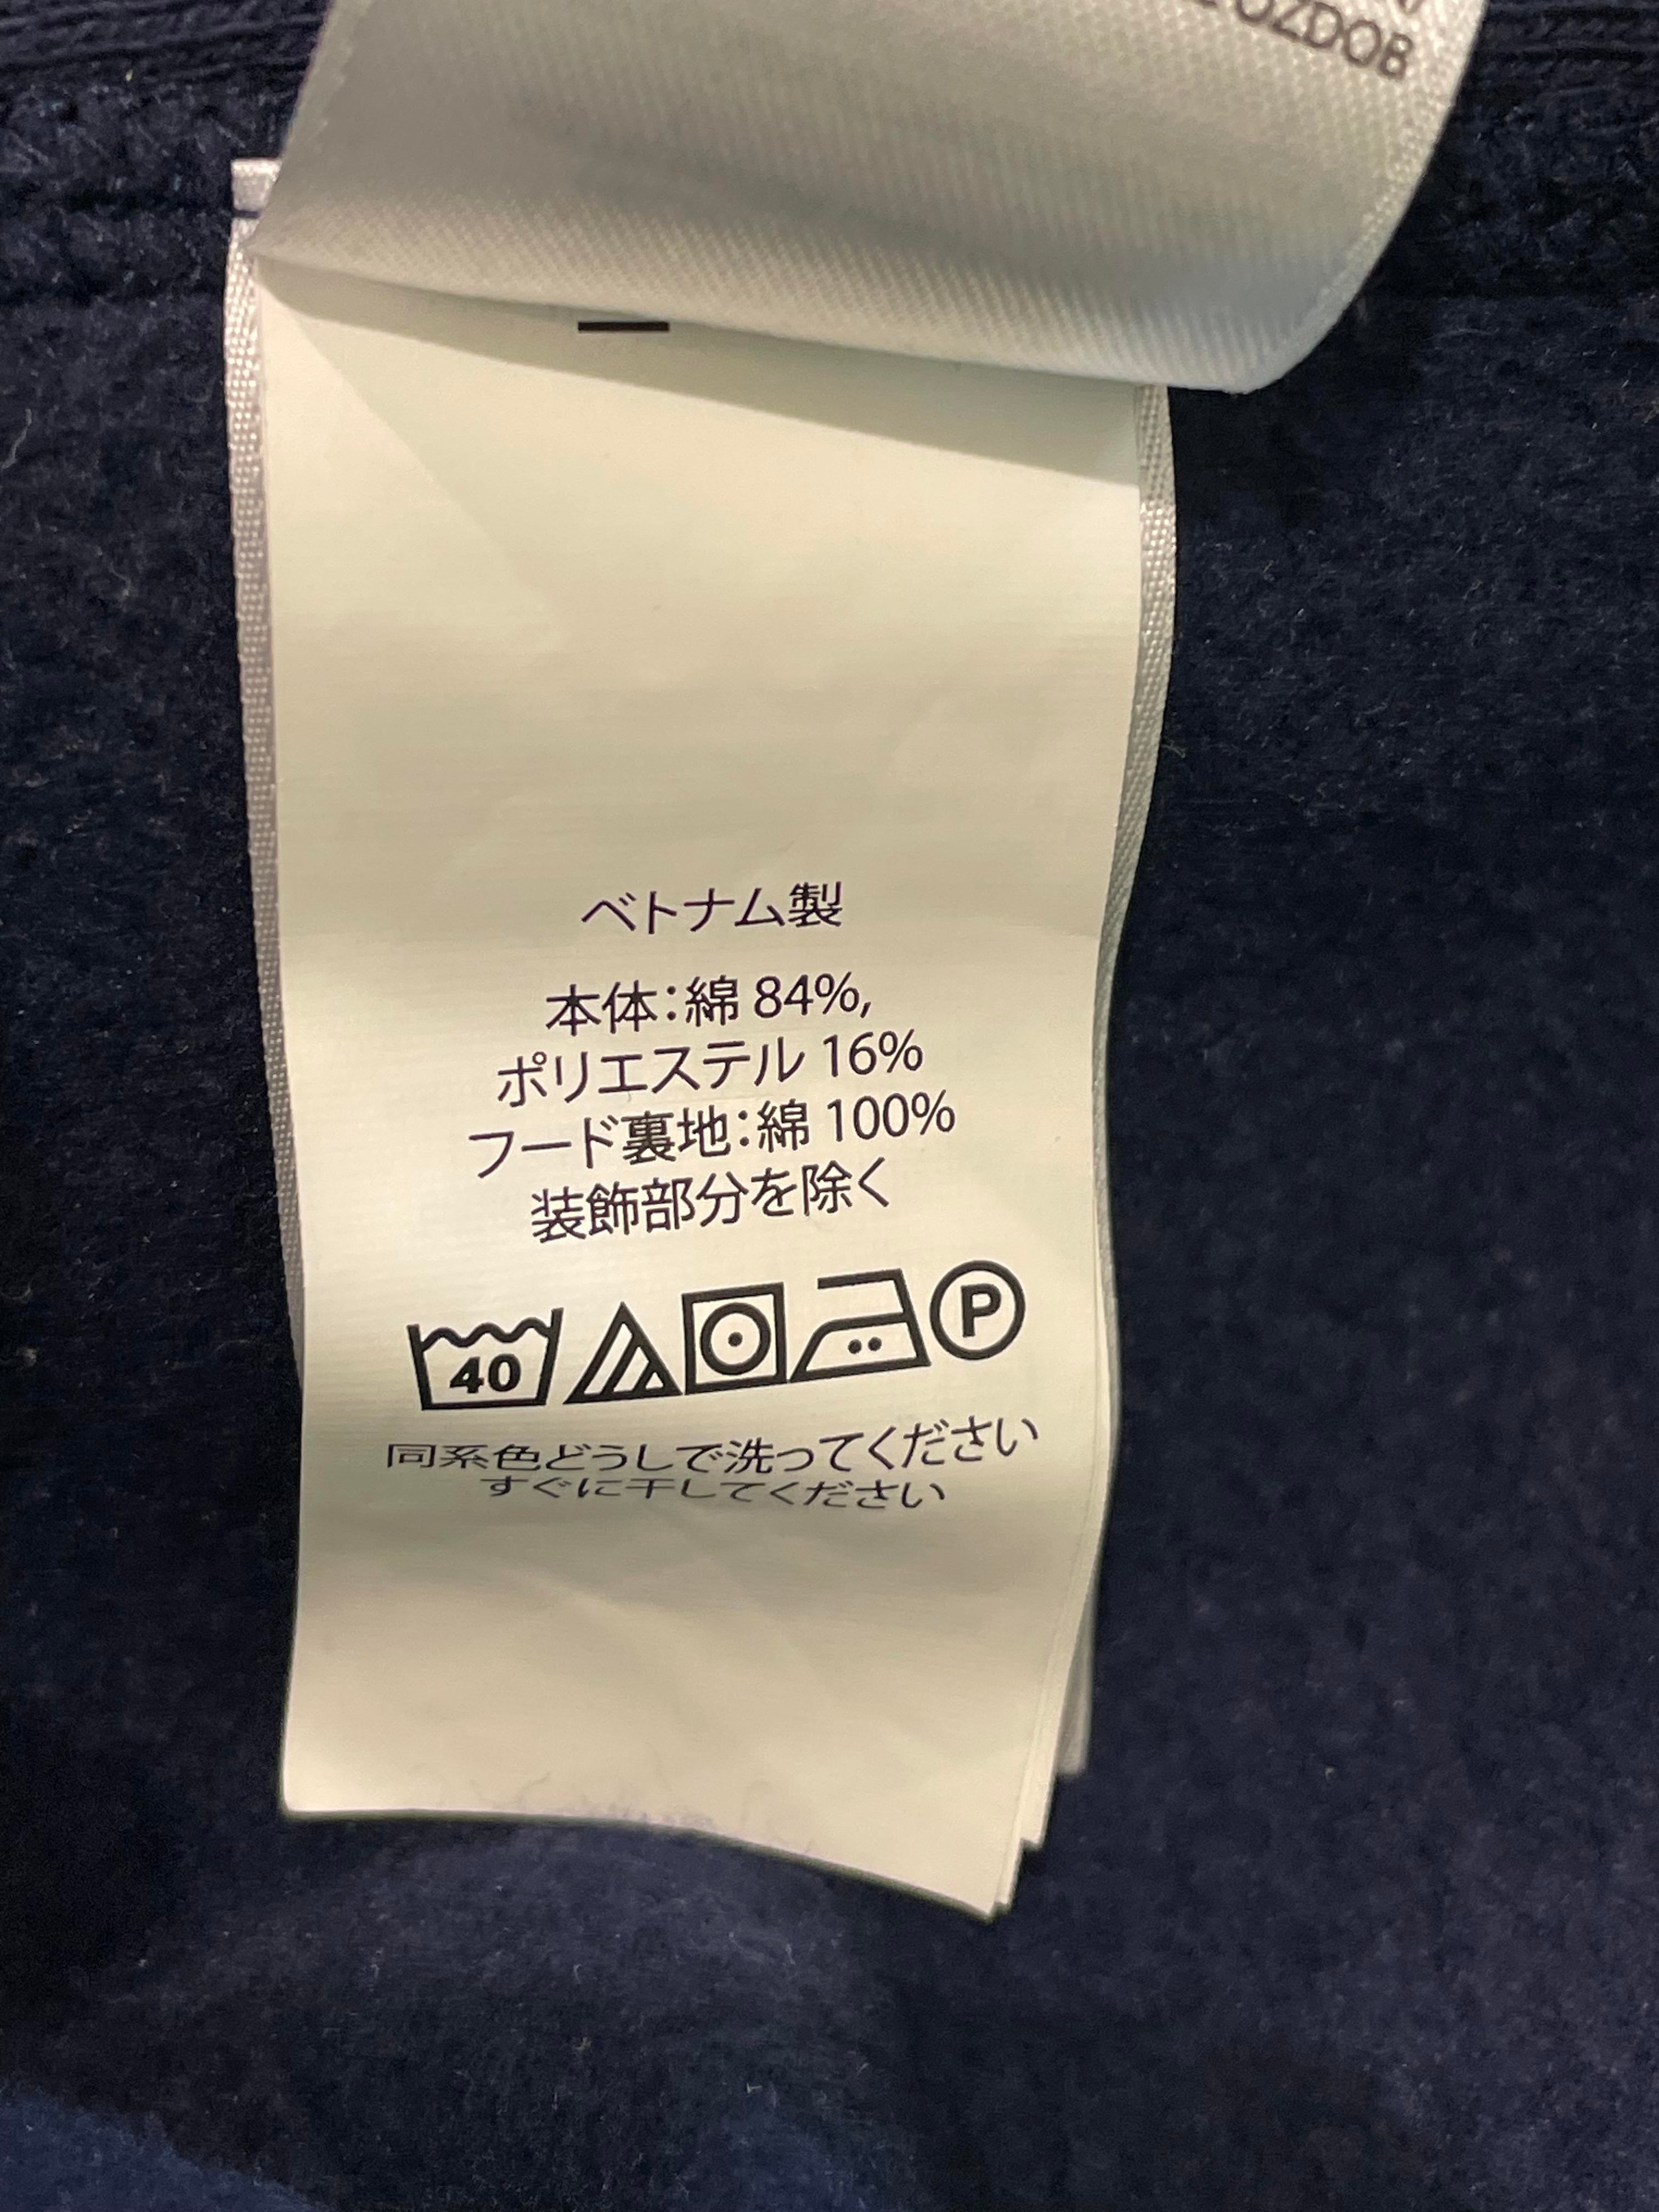 ベトナム製
本体：綿 84%,
ポリエステル 16%
フード裏地：綿 100%
装飾部分を除く
40 P
同系色どうしで洗ってください
すぐに干してください